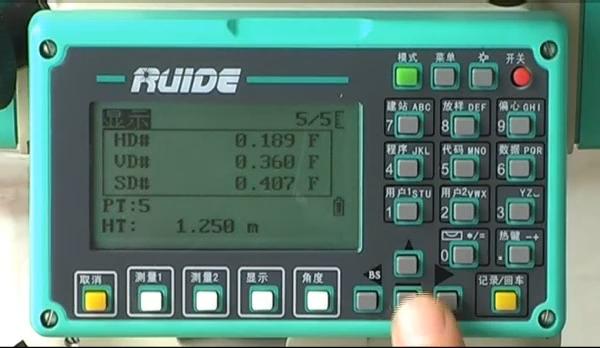 RUIDE
模式 菜单 开关
显示 5/5
HD# 0.189 F
VD# 0.360 F
SD# 0.407 F
PT:5
HT: 1.250 m
建站 ABC 放样 DEF 偏心 GHI
7 8 9
程序 JKL 代码 MNO 数据 PQR
4 5 6
用户1 STU 用户2 VWX YZ
1 2 3
*/= 热键 -+
0 .
BS
取消 测量1 测量2 显示 角度 记录/回车